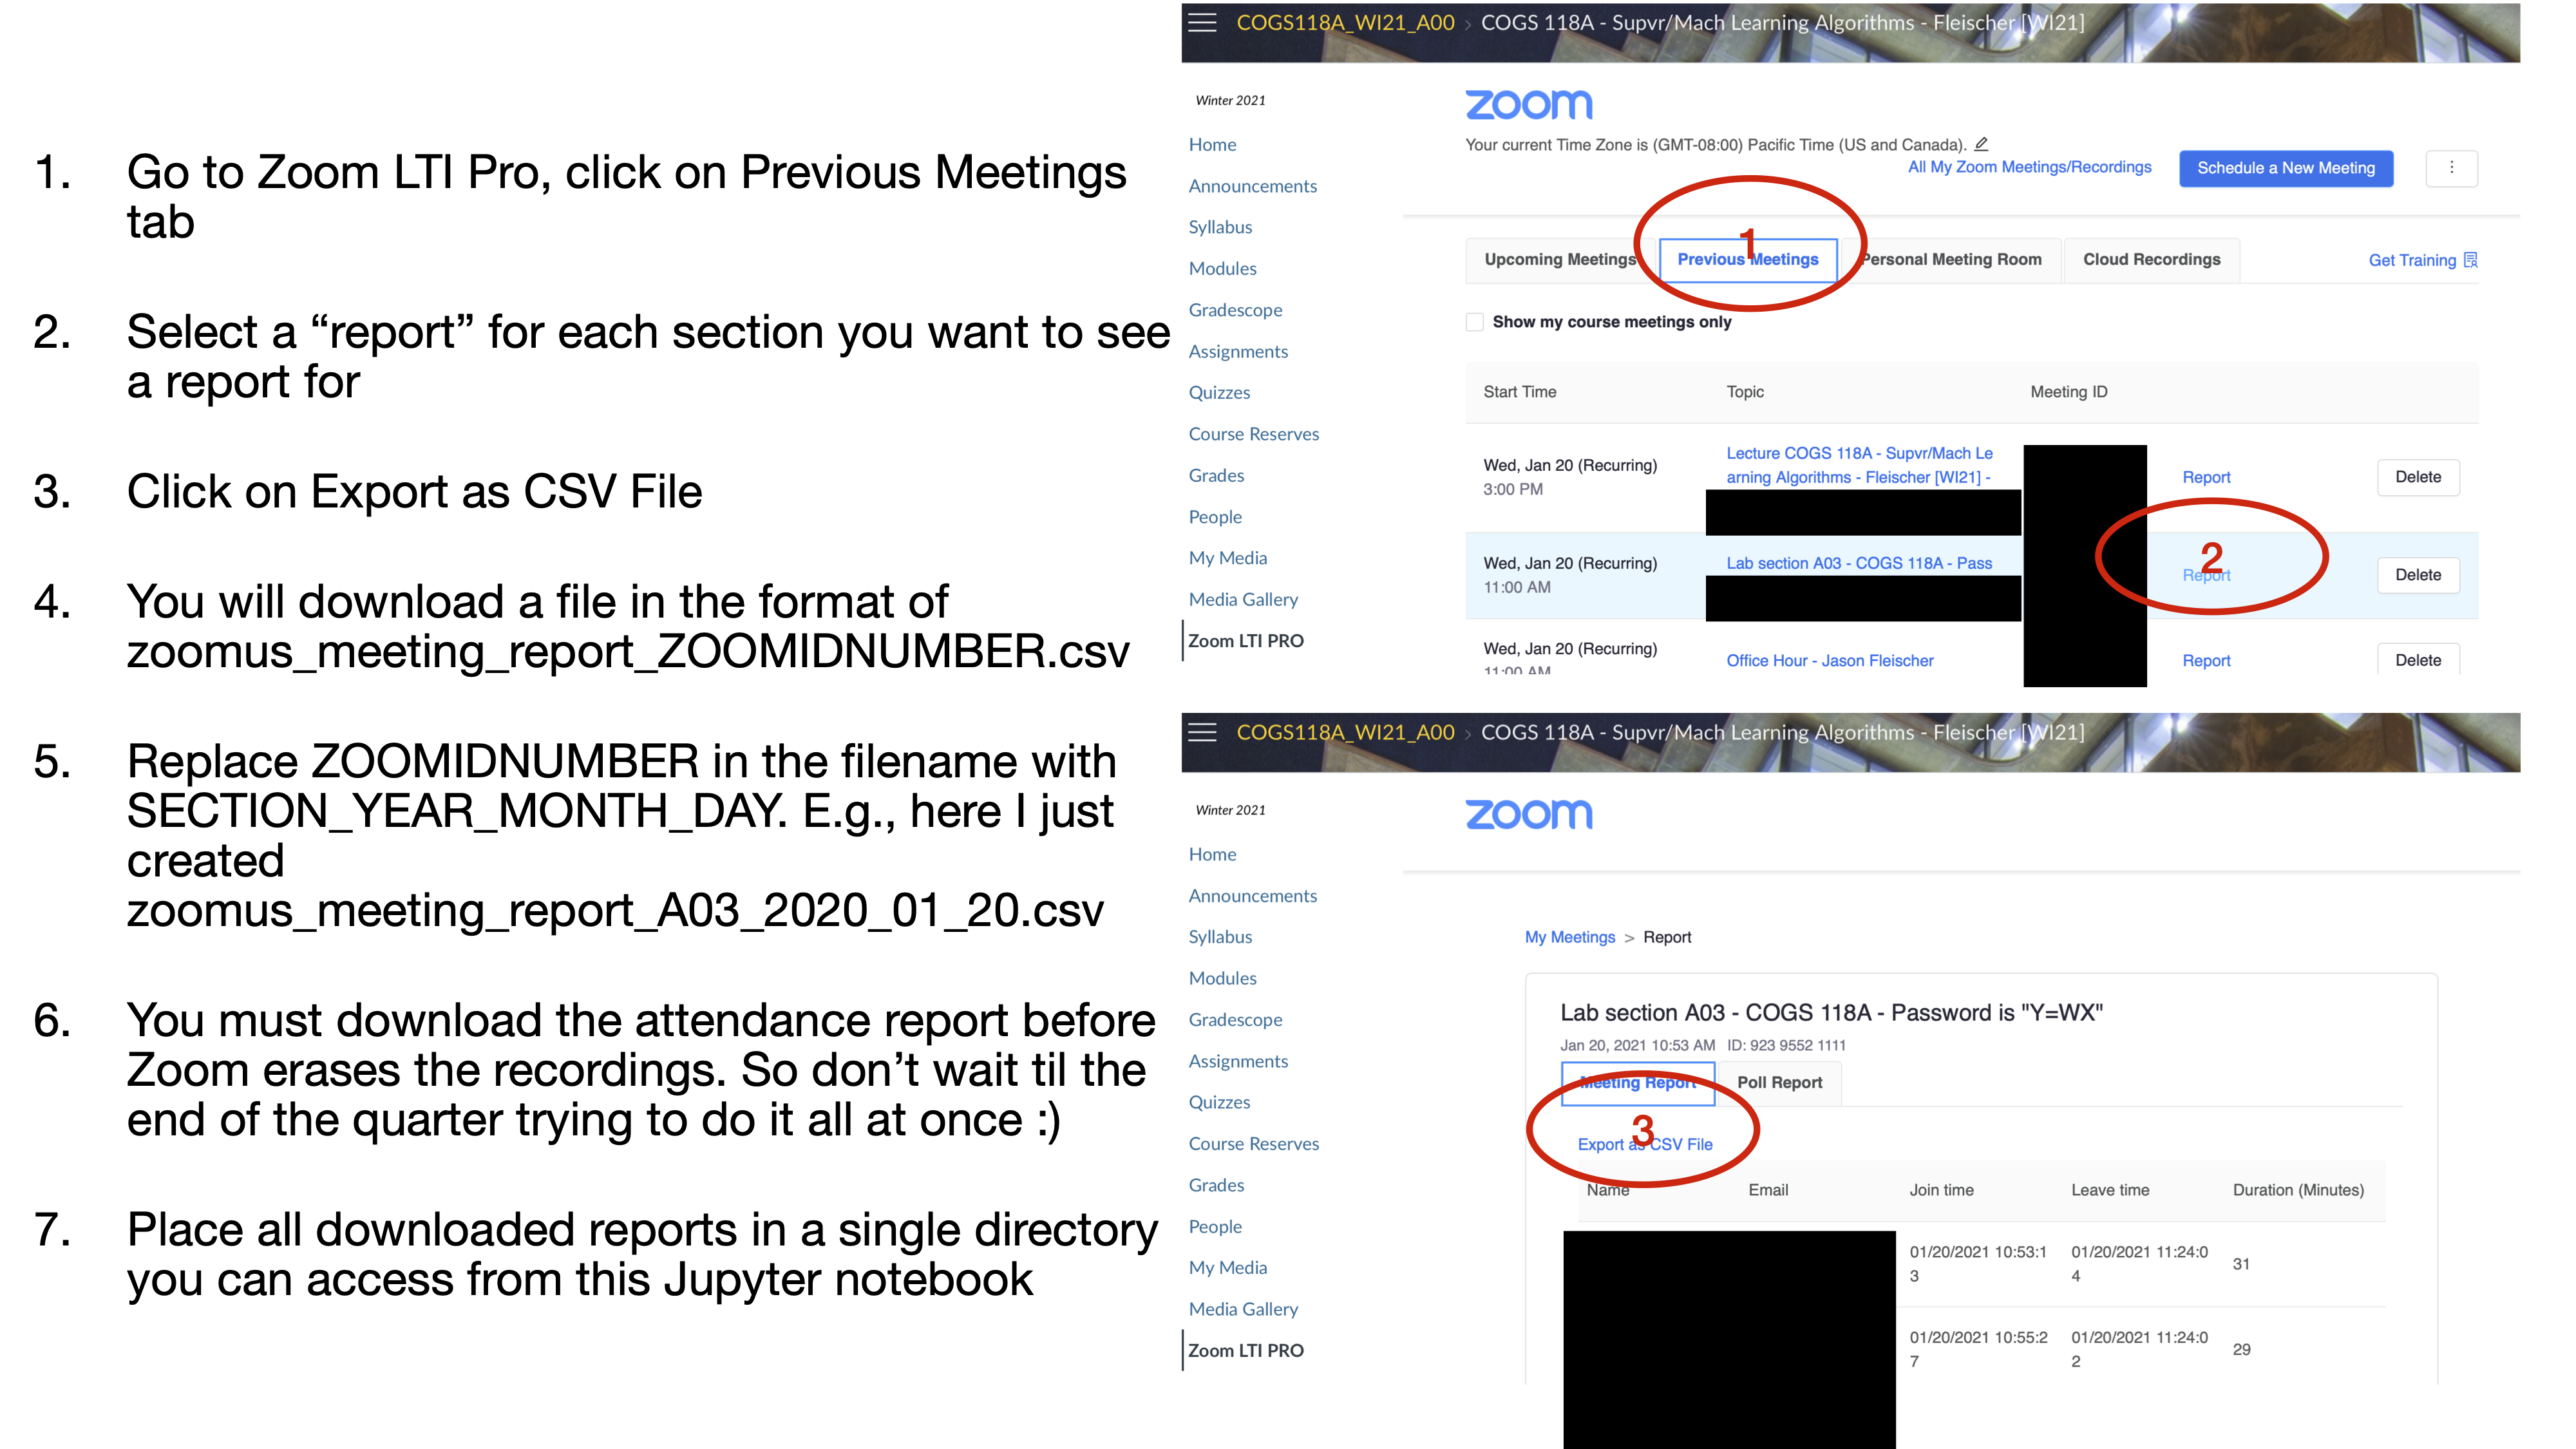 1. Go to Zoom LTI Pro, click on Previous Meetings
tab
2. Select a “report” for each section you want to see
a report for
3. Click on Export as CSV File
4. You will download a file in the format of
zoomus_meeting_report_ZOOMIDNUMBER.csv
5. Replace ZOOMIDNUMBER in the filename with
SECTION_YEAR_MONTH_DAY. E.g., here I just
created
zoomus_meeting_report_A03_2020_01_20.csv
6. You must download the attendance report before
Zoom erases the recordings. So don’t wait til the
end of the quarter trying to do it all at once :)
7. Place all downloaded reports in a single directory
you can access from this Jupyter notebook
COGS118A_WI21_A00 › COGS 118A - Supvr/Mach Learning Algorithms - Fleischer [WI21]
Winter 2021
Home
Announcements
Syllabus
Modules
Gradescope
Assignments
Quizzes
Course Reserves
Grades
People
My Media
Media Gallery
Zoom LTI PRO
zoom
Your current Time Zone is (GMT-08:00) Pacific Time (US and Canada).
All My Zoom Meetings/Recordings Schedule a New Meeting
1
Upcoming Meetings Previous Meetings Personal Meeting Room Cloud Recordings Get Training
Show my course meetings only
Start Time Topic Meeting ID
Wed, Jan 20 (Recurring)
3:00 PM
Lecture COGS 118A - Supvr/Mach Le
arning Algorithms - Fleischer [WI21] -
Report Delete
Wed, Jan 20 (Recurring)
11:00 AM
Lab section A03 - COGS 118A - Pass
2
Report Delete
Wed, Jan 20 (Recurring)
11:00 AM
Office Hour - Jason Fleischer
Report Delete
COGS118A_WI21_A00 › COGS 118A - Supvr/Mach Learning Algorithms - Fleischer [WI21]
Winter 2021
Home
Announcements
Syllabus
Modules
Gradescope
Assignments
Quizzes
Course Reserves
Grades
People
My Media
Media Gallery
Zoom LTI PRO
zoom
My Meetings > Report
Lab section A03 - COGS 118A - Password is "Y=WX"
Jan 20, 2021 10:53 AM ID: 923 9552 1111
Meeting Report Poll Report
3
Export as CSV File
Name Email Join time Leave time Duration (Minutes)
01/20/2021 10:53:1
3
01/20/2021 11:24:0
4
31
01/20/2021 10:55:2
7
01/20/2021 11:24:0
2
29